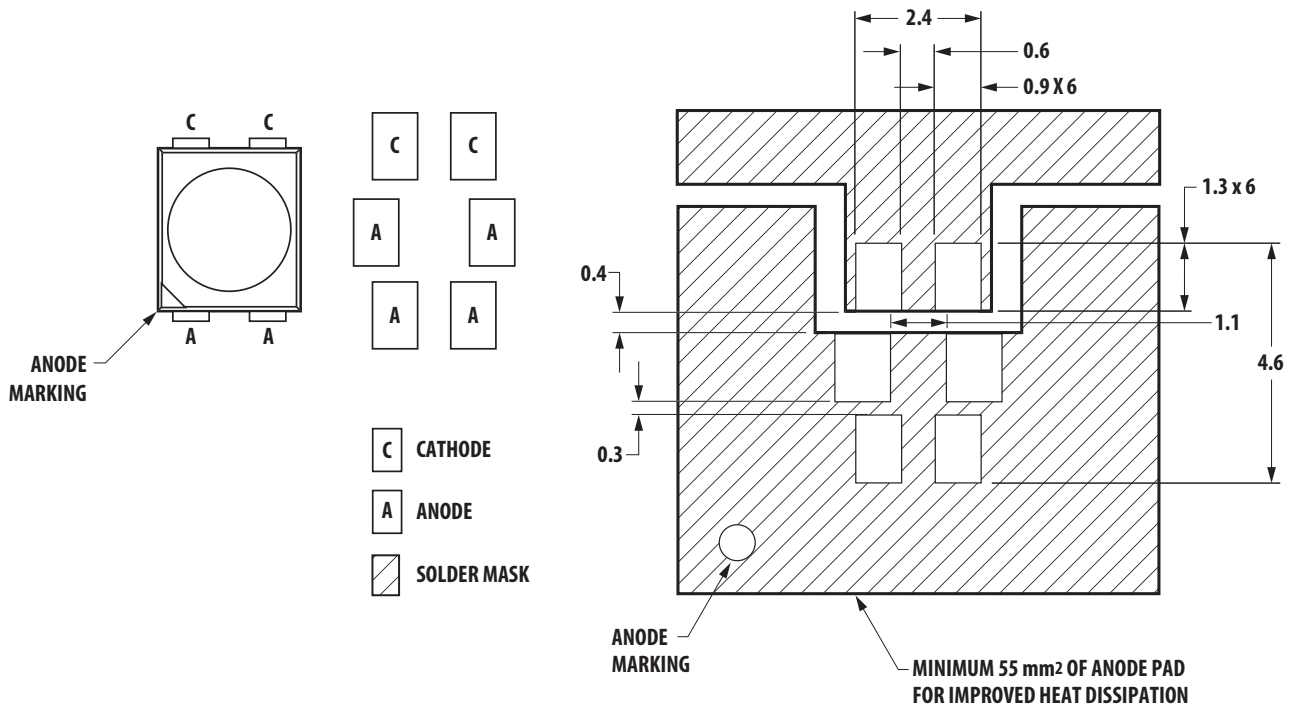 C C
A A
ANODE
MARKING
C C
A A
A A
C CATHODE
A ANODE
SOLDER MASK
2.4
0.6
0.9 X 6
1.3 x 6
0.4
1.1
4.6
0.3
ANODE
MARKING
MINIMUM 55 mm2 OF ANODE PAD
FOR IMPROVED HEAT DISSIPATION